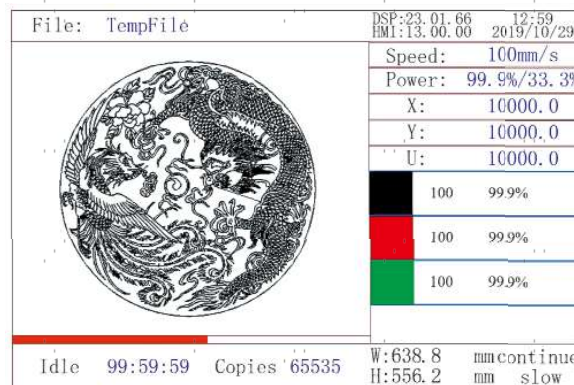 File: TempFile
DSP:23.01.66 12:59
HMI:13.00.00 2019/10/29
Speed: 100mm/s
Power: 99.9%/33.3%
X: 10000.0
Y: 10000.0
U: 10000.0
100 99.9%
100 99.9%
100 99.9%
Idle 99:59:59 Copies 65535
W:638.8 mm continue
H:556.2 mm slow